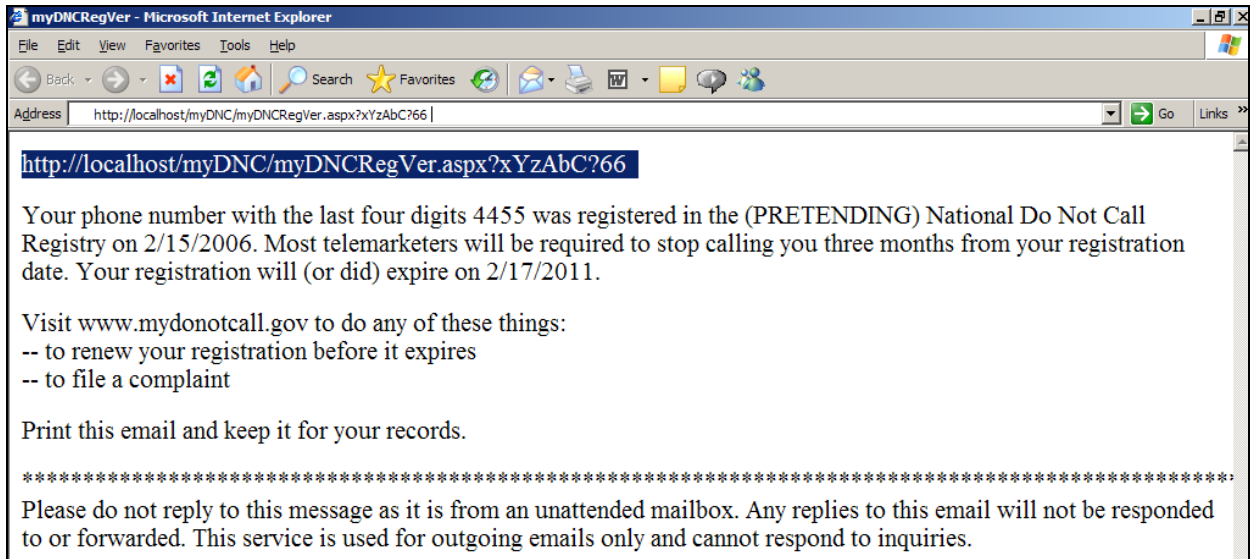 myDNCRegVer - Microsoft Internet Explorer
File Edit View Favorites Tools Help
Back Search Favorites
Address http://localhost/myDNC/myDNCRegVer.aspx?xYzAbC?66 Go Links »
http://localhost/myDNC/myDNCRegVer.aspx?xYzAbC?66
Your phone number with the last four digits 4455 was registered in the (PRETENDING) National Do Not Call
Registry on 2/15/2006. Most telemarketers will be required to stop calling you three months from your registration
date. Your registration will (or did) expire on 2/17/2011.
Visit www.mydonotcall.gov to do any of these things:
-- to renew your registration before it expires
-- to file a complaint
Print this email and keep it for your records.
****************************************************************************************************
Please do not reply to this message as it is from an unattended mailbox. Any replies to this email will not be responded
to or forwarded. This service is used for outgoing emails only and cannot respond to inquiries.